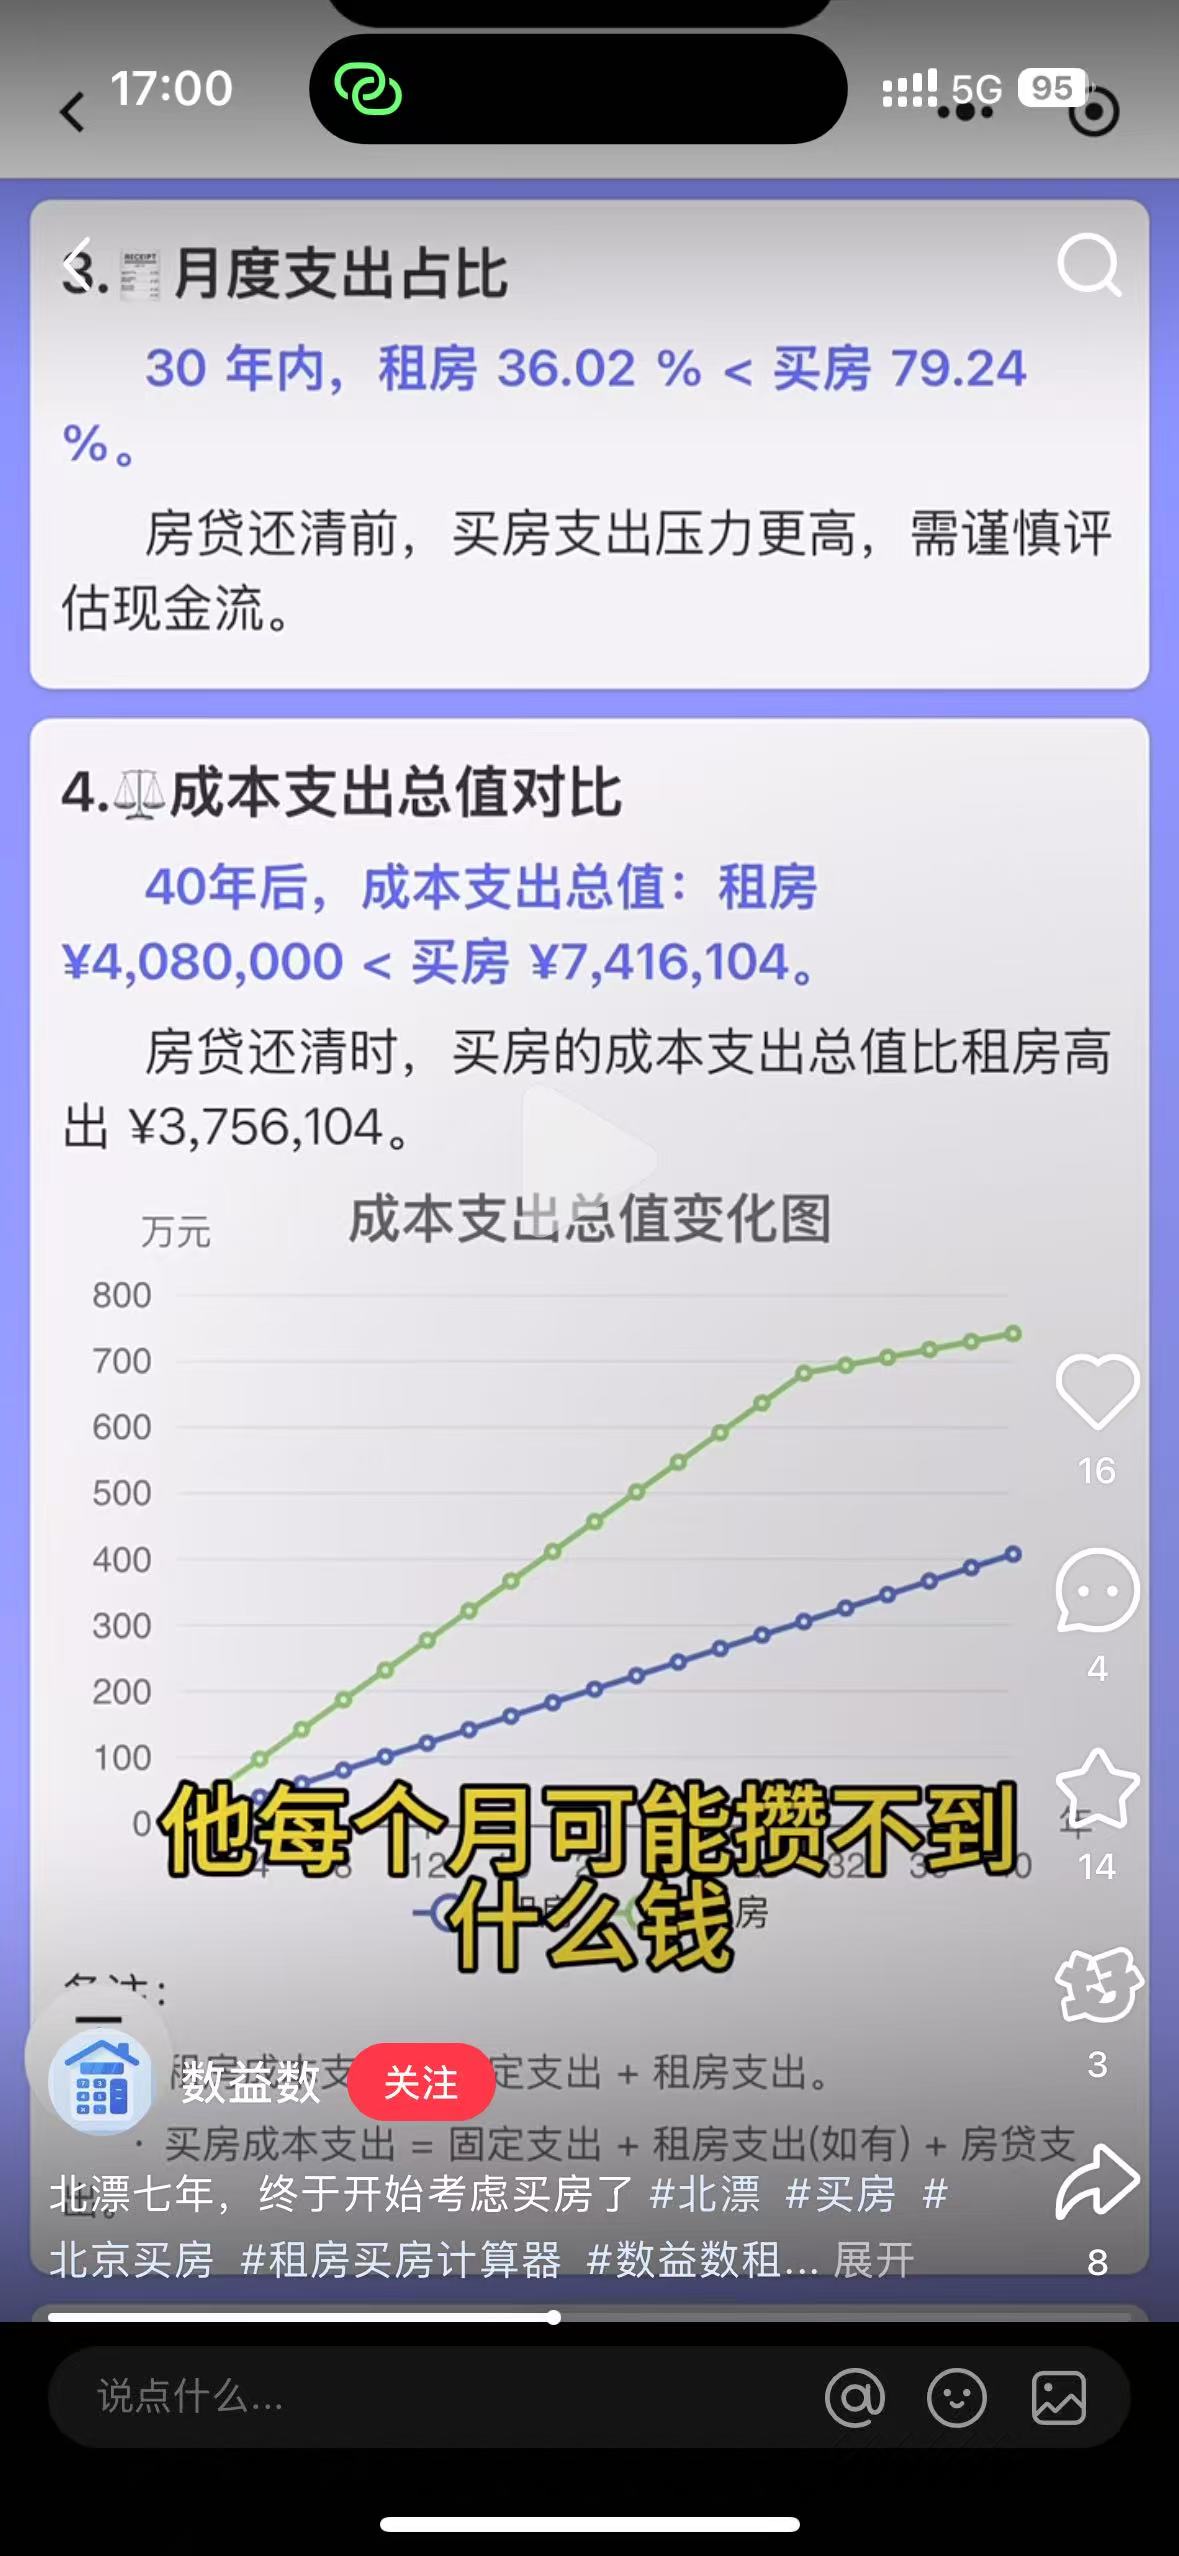 17:00
5G 95
3. 月度支出占比
30 年内，租房 36.02 % < 买房 79.24
%。
房贷还清前，买房支出压力更高，需谨慎评
估现金流。
4. 成本支出总值对比
40年后，成本支出总值：租房
¥4,080,000 < 买房 ¥7,416,104。
房贷还清时，买房的成本支出总值比租房高
出 ¥3,756,104。
万元
成本支出总值变化图
800
700
600
500
400
300
200
100
0
年
4 8 12 32
房
他每个月可能攒不到
什么钱
16
4
14
3
8
备注：
定支出 + 租房支出。
数益数 关注
· 买房成本支出 = 固定支出 + 租房支出(如有) + 房贷支
出。
北漂七年，终于开始考虑买房了 #北漂 #买房 #
北京买房 #租房买房计算器 #数益数租... 展开
说点什么...